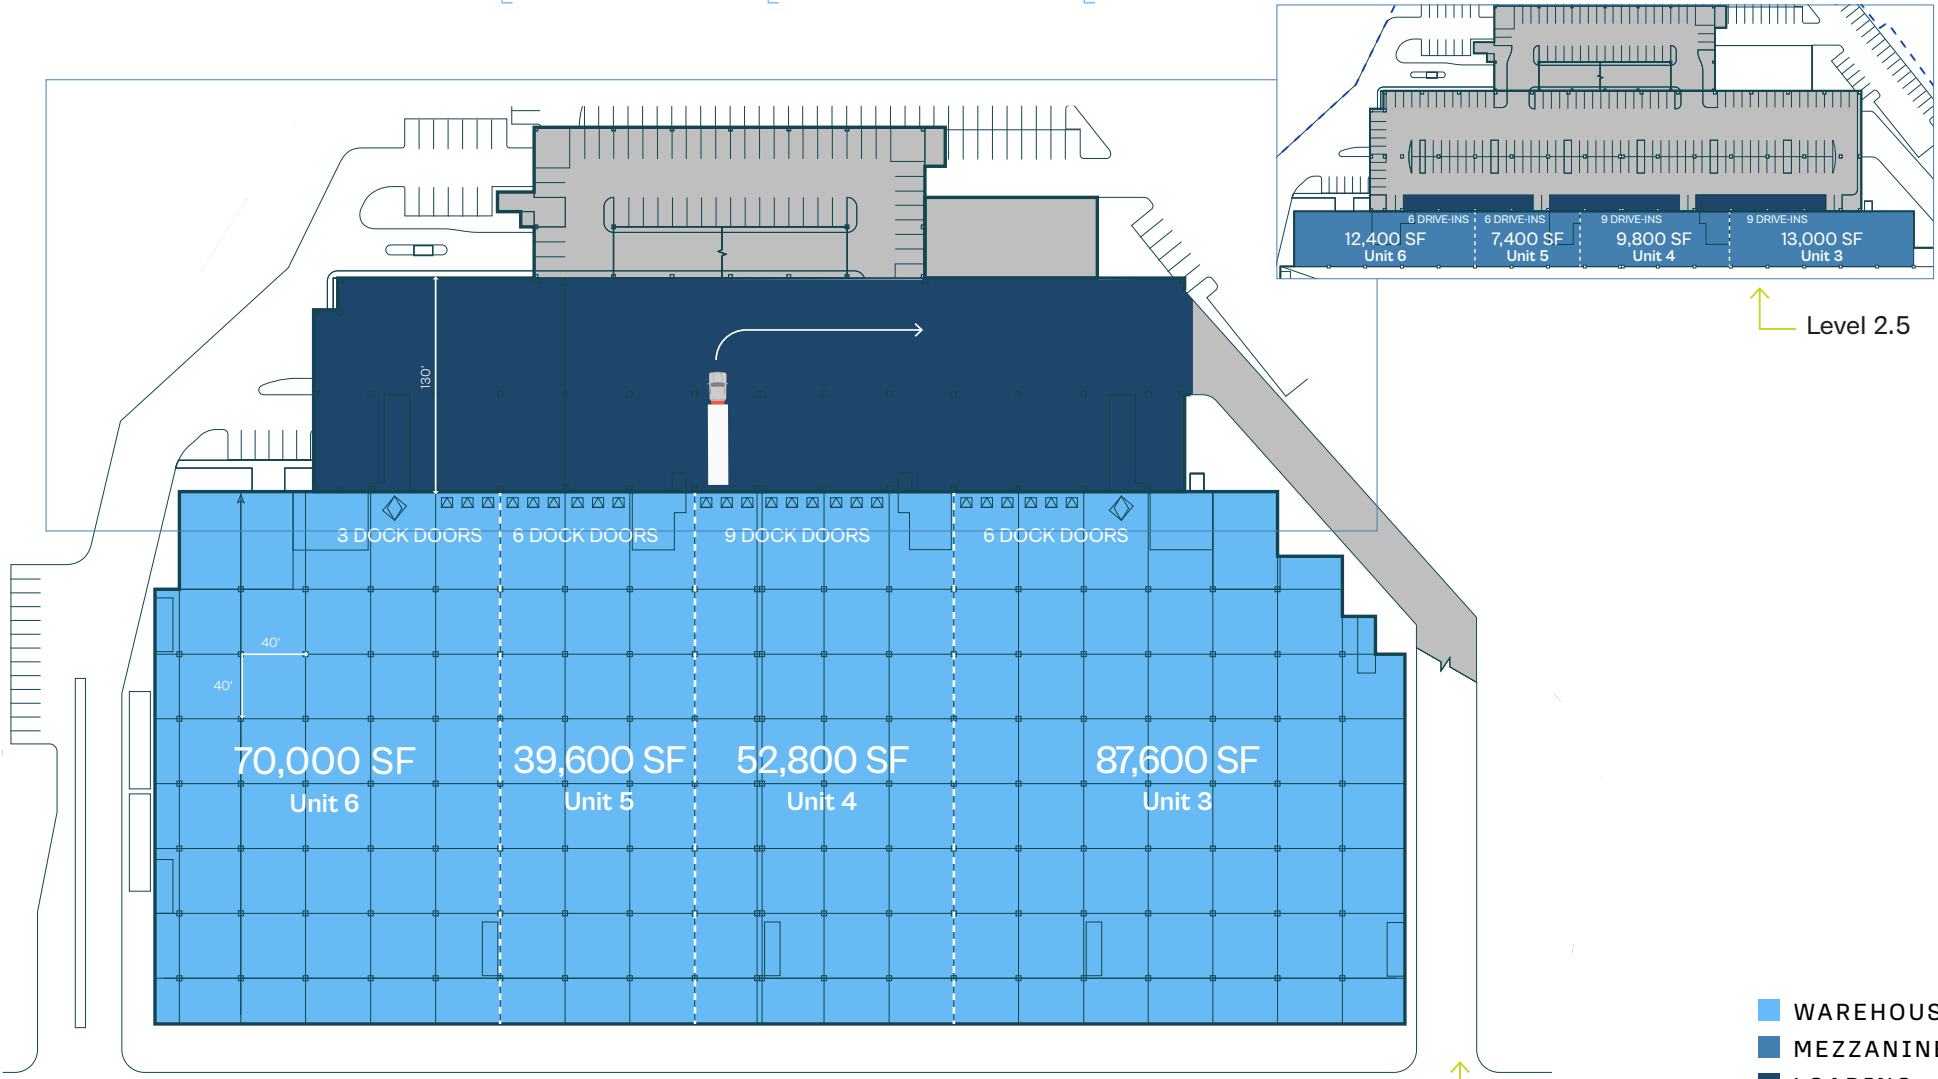 6 DRIVE-INS 6 DRIVE-INS 9 DRIVE-INS 9 DRIVE-INS
12,400 SF 7,400 SF 9,800 SF 13,000 SF
Unit 6 Unit 5 Unit 4 Unit 3
Level 2.5
130'
3 DOCK DOORS 6 DOCK DOORS 9 DOCK DOORS 6 DOCK DOORS
40'
40'
70,000 SF 39,600 SF 52,800 SF 87,600 SF
Unit 6 Unit 5 Unit 4 Unit 3
WAREHOUS
MEZZANINE